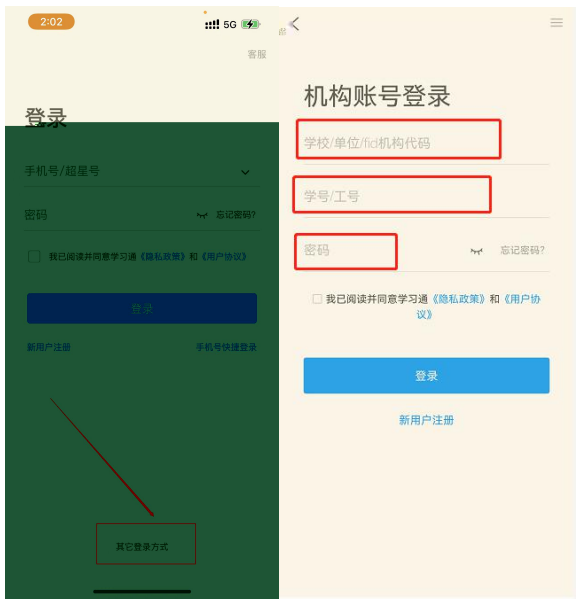 2:02
5G
客服
登录
手机号/超星号
密码
忘记密码?
我已阅读并同意学习通《隐私政策》和《用户协议》
登录
新用户注册
手机号快捷登录
其它登录方式
机构账号登录
学校/单位/fid机构代码
学号/工号
密码
忘记密码?
我已阅读并同意学习通《隐私政策》和《用户协
议》
登录
新用户注册